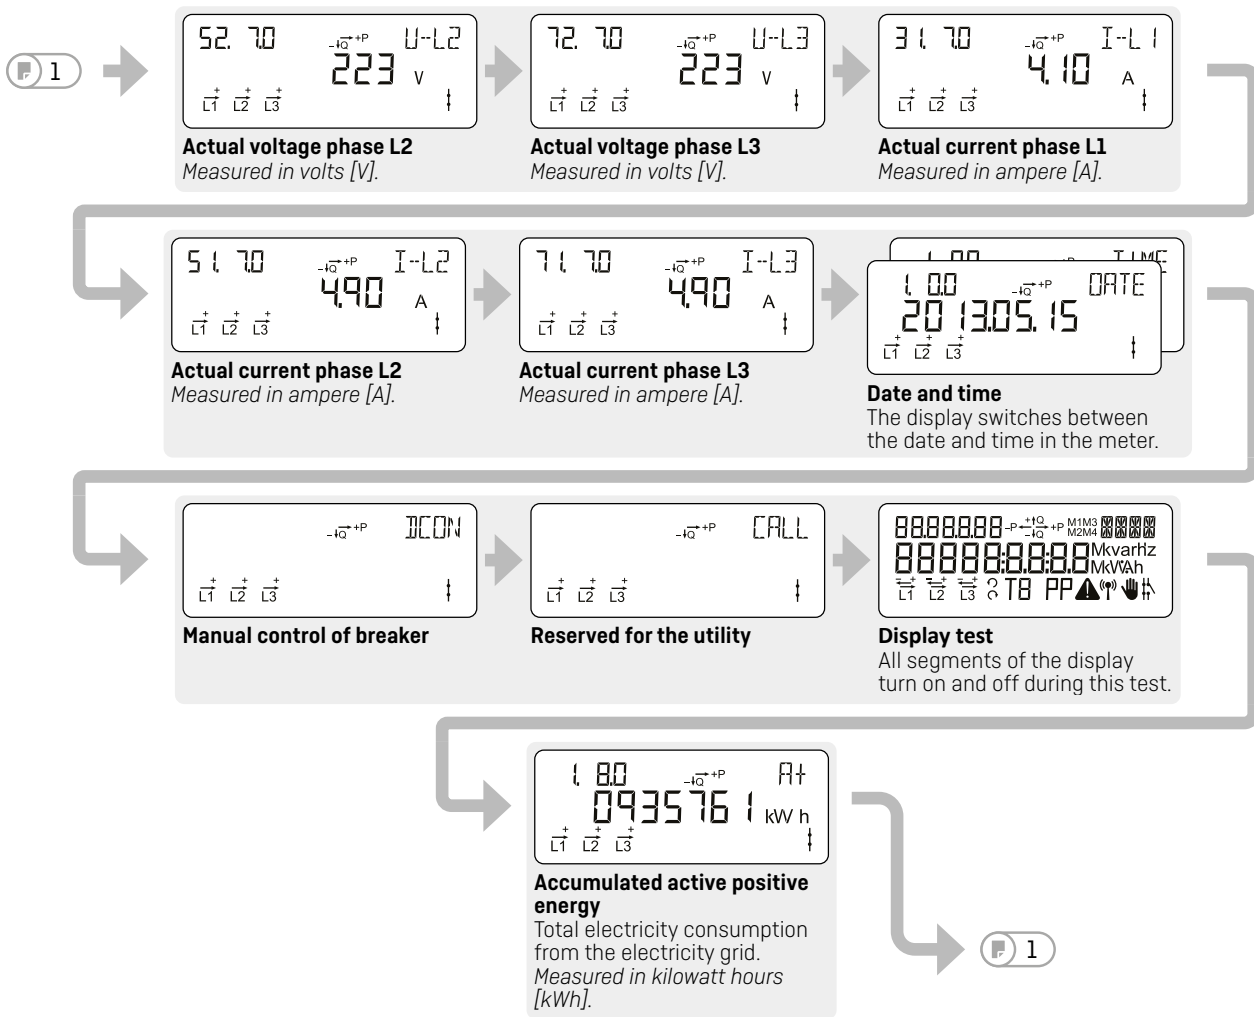 1
52. 7.0 -Q +P U-L2
223 V
L1 L2 L3
Actual voltage phase L2
Measured in volts [V].
72. 7.0 -Q +P U-L3
223 V
L1 L2 L3
Actual voltage phase L3
Measured in volts [V].
31. 7.0 -Q +P I-L1
4.10 A
L1 L2 L3
Actual current phase L1
Measured in ampere [A].
51. 7.0 -Q +P I-L2
4.90 A
L1 L2 L3
Actual current phase L2
Measured in ampere [A].
71. 7.0 -Q +P I-L3
4.90 A
L1 L2 L3
Actual current phase L3
Measured in ampere [A].
TIME
1. 0.0 -Q +P DATE
2013.05.15
L1 L2 L3
Date and time
The display switches between
the date and time in the meter.
-Q +P DCON
L1 L2 L3
Manual control of breaker
-Q +P CALL
L1 L2 L3
Reserved for the utility
88.88.8.88 -P +Q -Q +P M1M3
M2M4
88888:8.8:8.8 MkvarHz
MkWAh
L1 L2 L3 T8 PP
Display test
All segments of the display
turn on and off during this test.
1. 8.0 -Q +P A+
0935761 kW h
L1 L2 L3
Accumulated active positive
energy
Total electricity consumption
from the electricity grid.
Measured in kilowatt hours
[kWh].
1